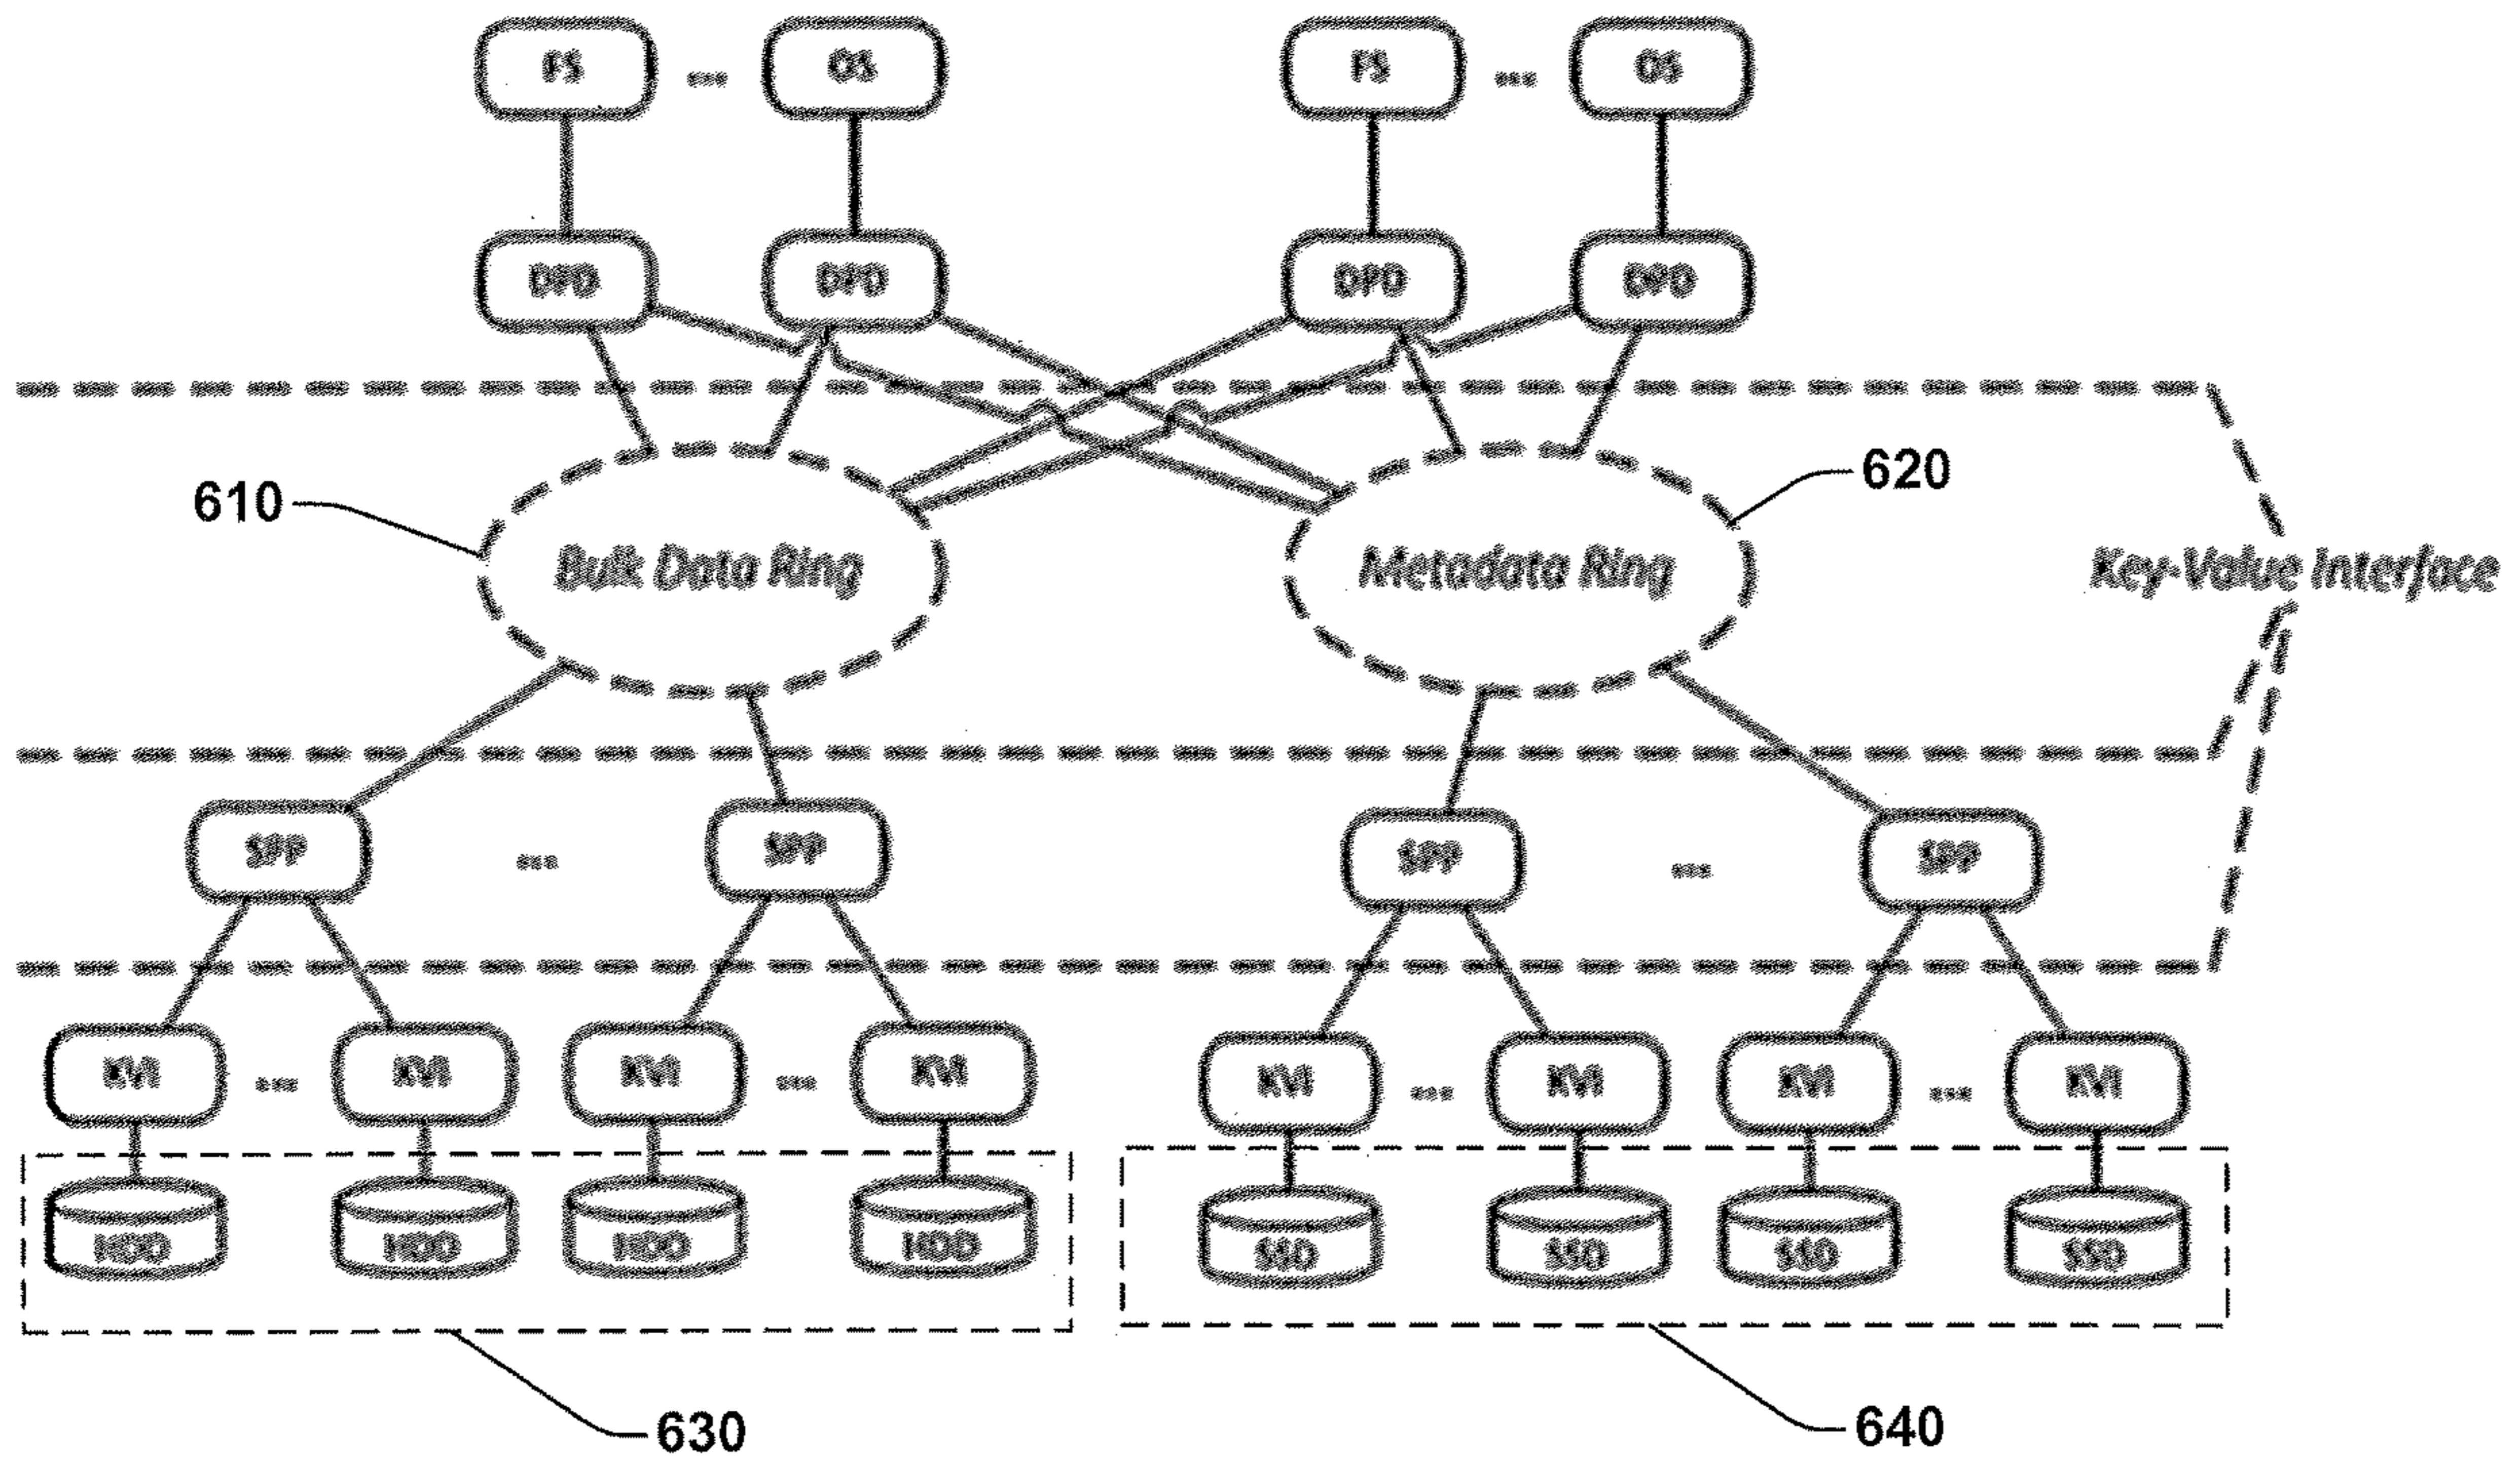 FS ... OS FS ... OS
DPD DPD DPD DPD
610
620
Bulk Data Ring Metadata Ring Key-Value Interface
SPP ... SPP SPP ... SPP
KVI ... KVI KVI ... KVI KVI ... KVI KVI ... KVI
HDD HDD HDD HDD SSD SSD SSD SSD
630
640